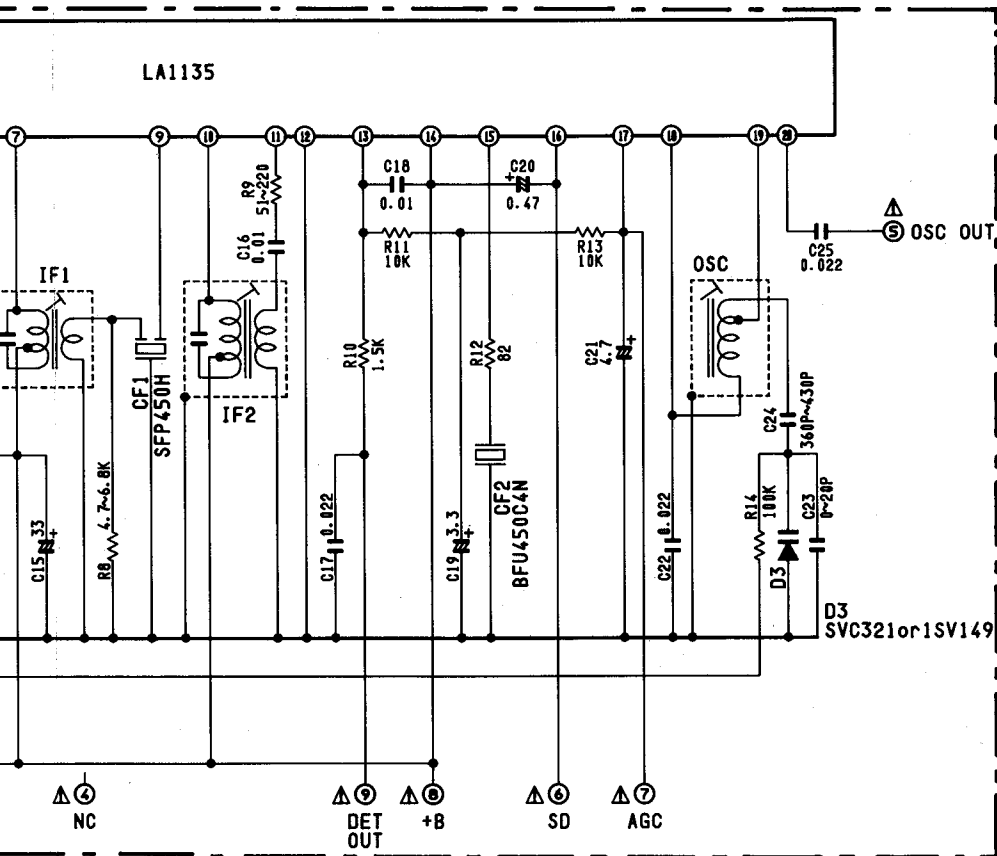 LA1135
7
9
10
11
12
13
14
15
16
17
18
19
20
R9
51~220
C16
0.01
C18
0.01
C20
+
0.47
R11
10K
R13
10K
⚠
5 OSC OUT
C25
0.022
IF1
IF2
OSC
CF1
SFP450H
R10
1.5K
R12
82
C21
4.7
+
C24
360P~430P
C15
33
+
R8
4.7~6.8K
C17
0.022
C19
3.3
+
CF2
BFU450C4N
C22
0.022
R14
100K
D3
C23
0~20P
D3
SVC321or1SV149
⚠ 4
NC
⚠ 9
DET
OUT
⚠ 8
+B
⚠ 6
SD
⚠ 7
AGC